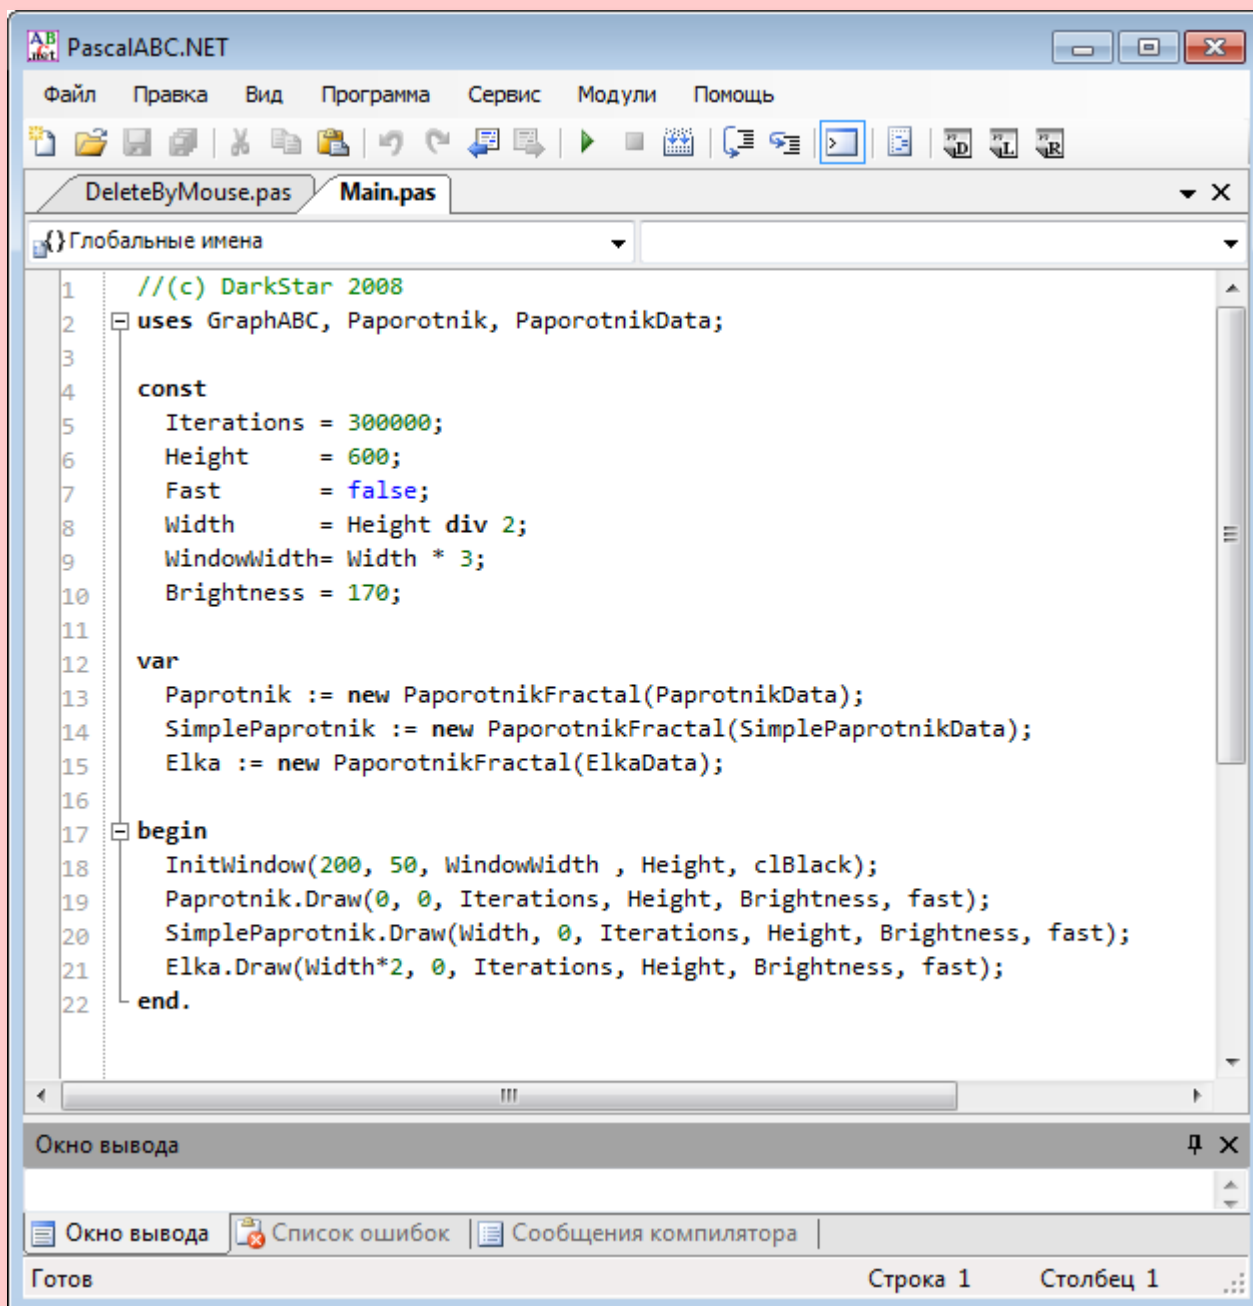 PascalABC.NET
Файл Правка Вид Программа Сервис Модули Помощь
DeleteByMouse.pas Main.pas
{} Глобальные имена
1 //(c) DarkStar 2008
2 uses GraphABC, Paporotnik, PaporotnikData;
3
4 const
5 Iterations = 300000;
6 Height = 600;
7 Fast = false;
8 Width = Height div 2;
9 WindowWidth= Width * 3;
10 Brightness = 170;
11
12 var
13 Paprotnik := new PaporotnikFractal(PaprotnikData);
14 SimplePaprotnik := new PaporotnikFractal(SimplePaprotnikData);
15 Elka := new PaporotnikFractal(ElkaData);
16
17 begin
18 InitWindow(200, 50, WindowWidth , Height, clBlack);
19 Paprotnik.Draw(0, 0, Iterations, Height, Brightness, fast);
20 SimplePaprotnik.Draw(Width, 0, Iterations, Height, Brightness, fast);
21 Elka.Draw(Width*2, 0, Iterations, Height, Brightness, fast);
22 end.
Окно вывода
Окно вывода Список ошибок Сообщения компилятора
Готов Строка 1 Столбец 1